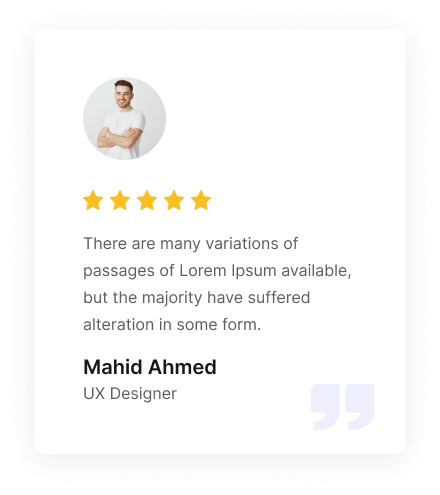 There are many variations of
passages of Lorem Ipsum available,
but the majority have suffered
alteration in some form.
Mahid Ahmed
UX Designer